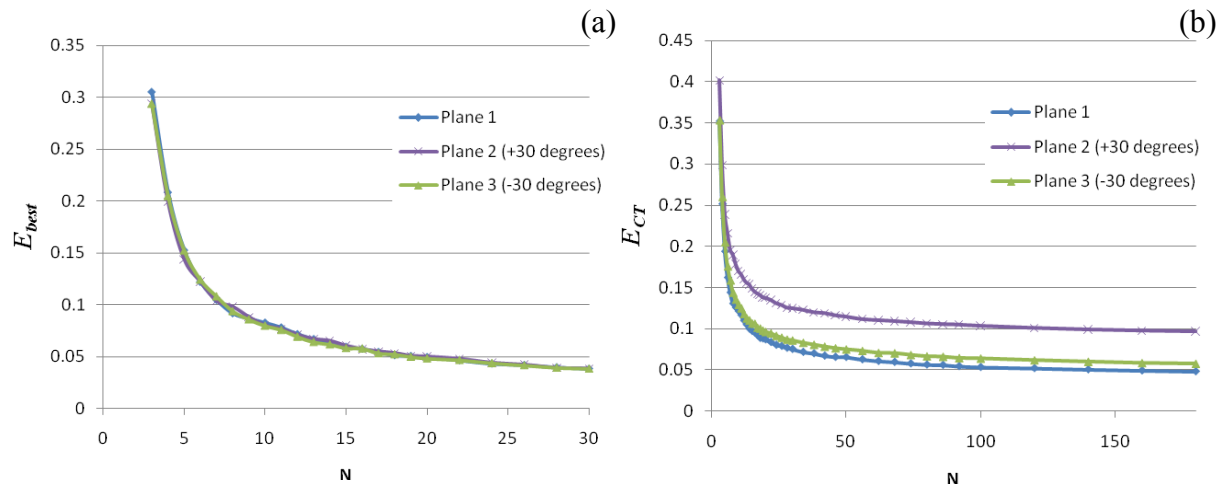 (a)
0.35
0.3
0.25
0.2
0.15
0.1
0.05
0
E_best
0
5
10
15
20
25
30
N
Plane 1
Plane 2 (+30 degrees)
Plane 3 (-30 degrees)
(b)
0.45
0.4
0.35
0.3
0.25
0.2
0.15
0.1
0.05
0
E_CT
0
50
100
150
N
Plane 1
Plane 2 (+30 degrees)
Plane 3 (-30 degrees)